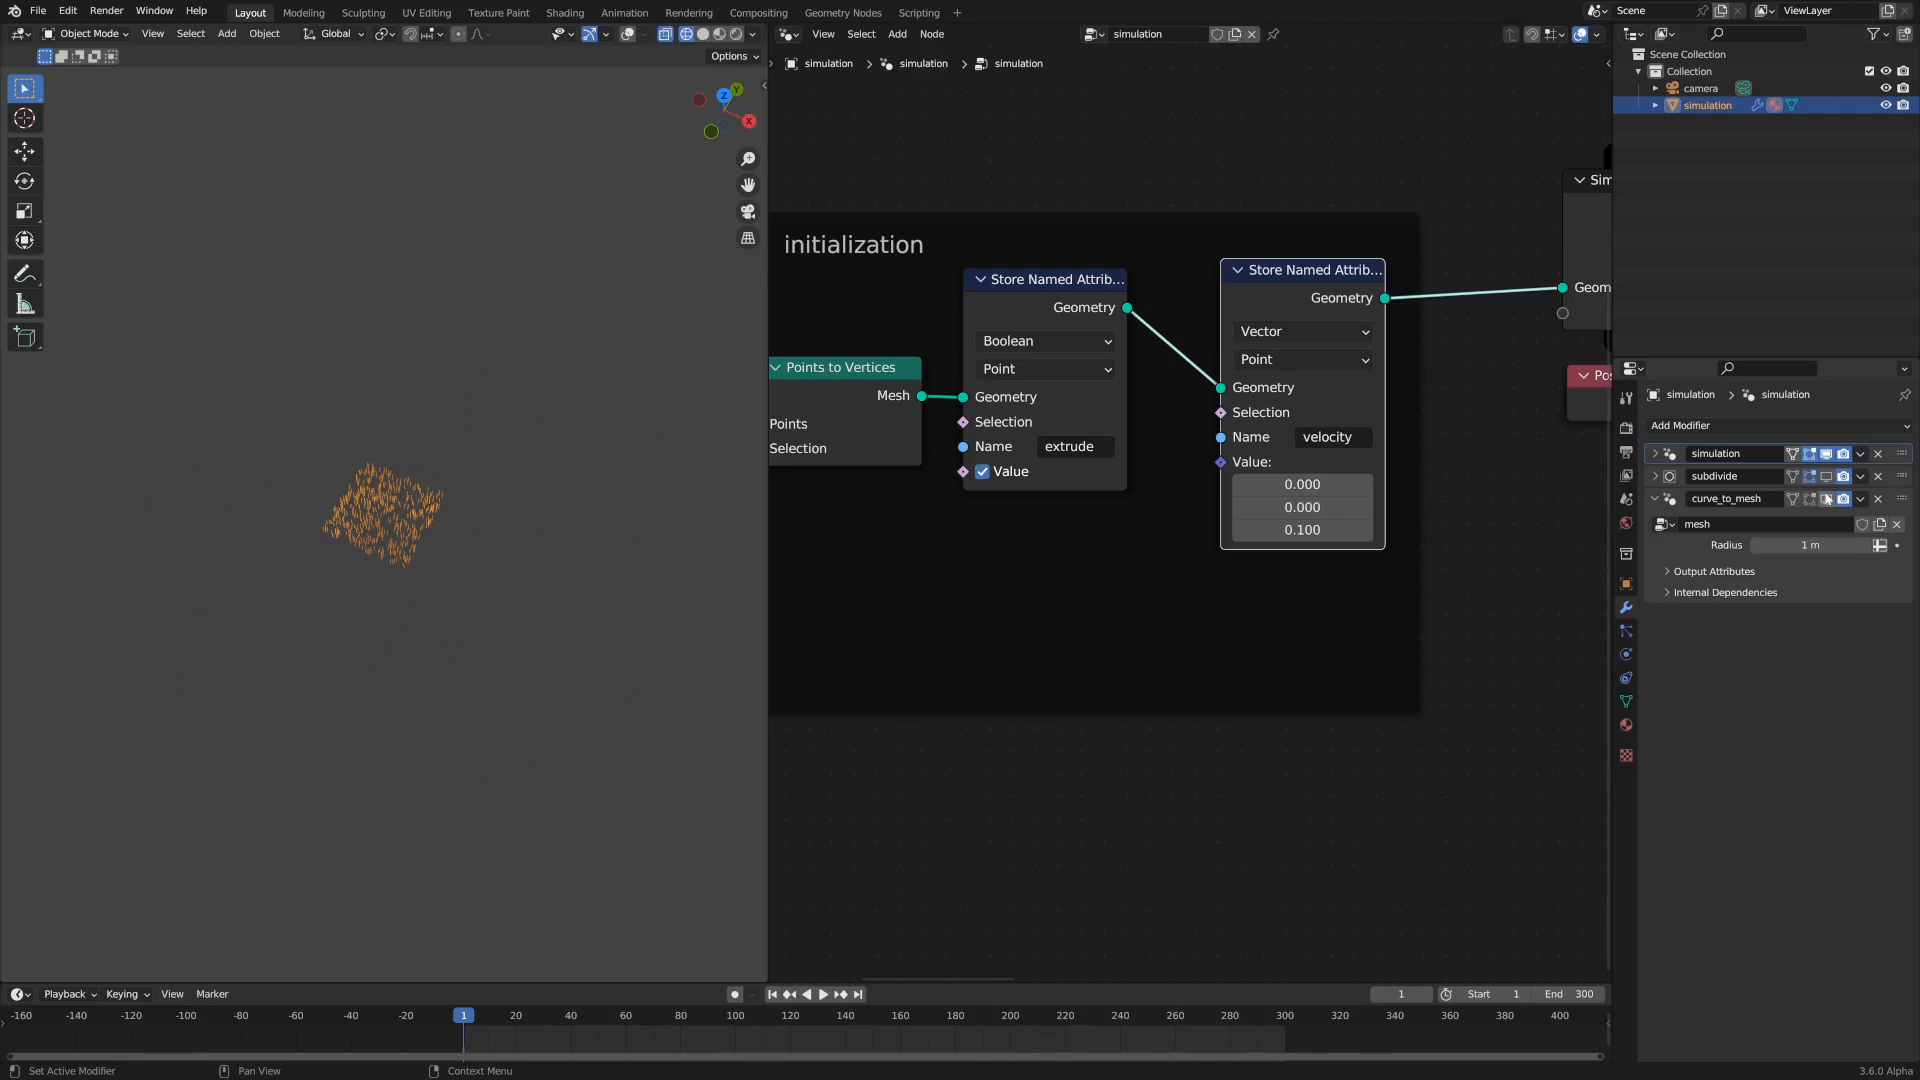 File Edit Render Window Help Layout Modeling Sculpting UV Editing Texture Paint Shading Animation Rendering Compositing Geometry Nodes Scripting + Scene ViewLayer
Object Mode View Select Add Object Global View Select Add Node simulation
Options
simulation > simulation > simulation
Scene Collection
Collection
camera
simulation
Z Y X
initialization
Store Named Attrib...
Geometry
Boolean
Point
Geometry
Selection
Name extrude
Value
Points to Vertices
Mesh
Points
Selection
Store Named Attrib...
Geometry
Vector
Point
Geometry
Selection
Name velocity
Value:
0.000
0.000
0.100
Sim
Geom
Pos
simulation > simulation
Add Modifier
simulation
subdivide
curve_to_mesh
mesh
Radius 1 m
Output Attributes
Internal Dependencies
Playback Keying View Marker 1 Start 1 End 300
-160 -140 -120 -100 -80 -60 -40 -20 1 20 40 60 80 100 120 140 160 180 200 220 240 260 280 300 320 340 360 380 400
Set Active Modifier Pan View Context Menu 3.6.0 Alpha